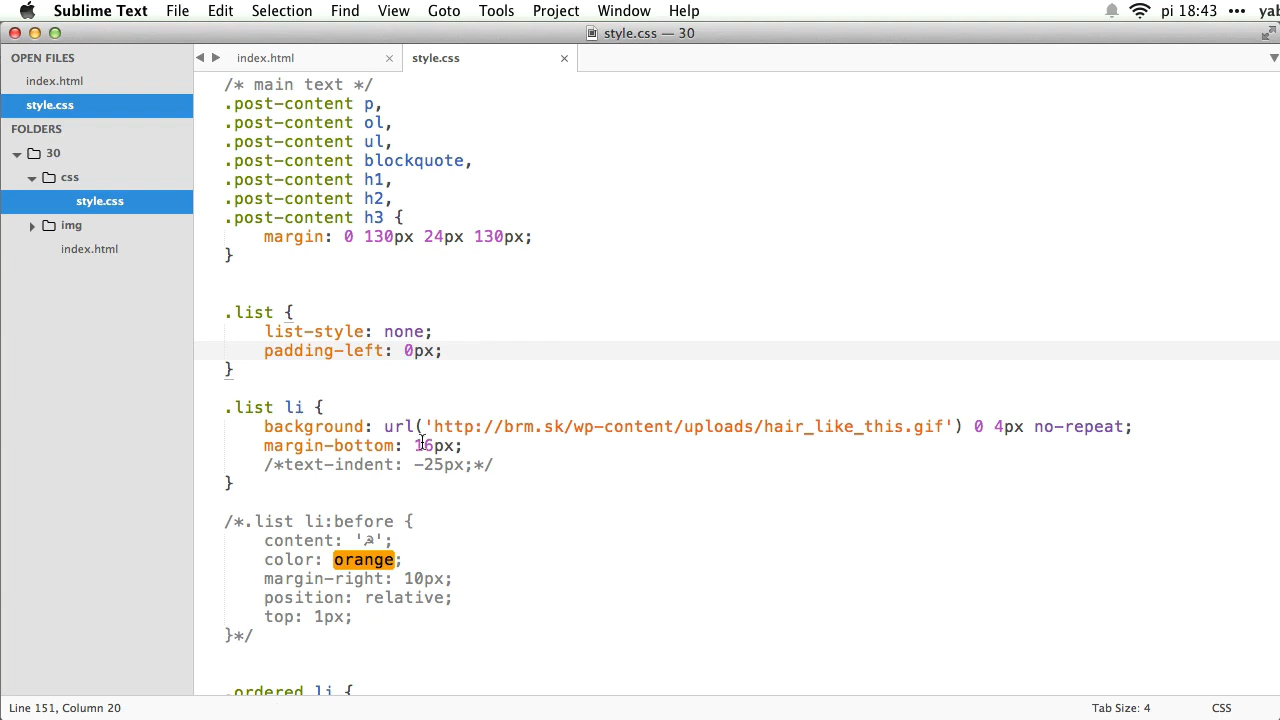 Sublime Text File Edit Selection Find View Goto Tools Project Window Help pi 18:43 ••• yal
style.css — 30
OPEN FILES
index.html
style.css
FOLDERS
30
css
style.css
img
index.html
index.html × style.css ×
/* main text */
.post-content p,
.post-content ol,
.post-content ul,
.post-content blockquote,
.post-content h1,
.post-content h2,
.post-content h3 {
margin: 0 130px 24px 130px;
}
.list {
list-style: none;
padding-left: 0px;
}
.list li {
background: url('http://brm.sk/wp-content/uploads/hair_like_this.gif') 0 4px no-repeat;
margin-bottom: 16px;
/*text-indent: -25px;*/
}
/*.list li:before {
content: '☭';
color: orange;
margin-right: 10px;
position: relative;
top: 1px;
}*/
.ordered li {
Line 151, Column 20 Tab Size: 4 CSS